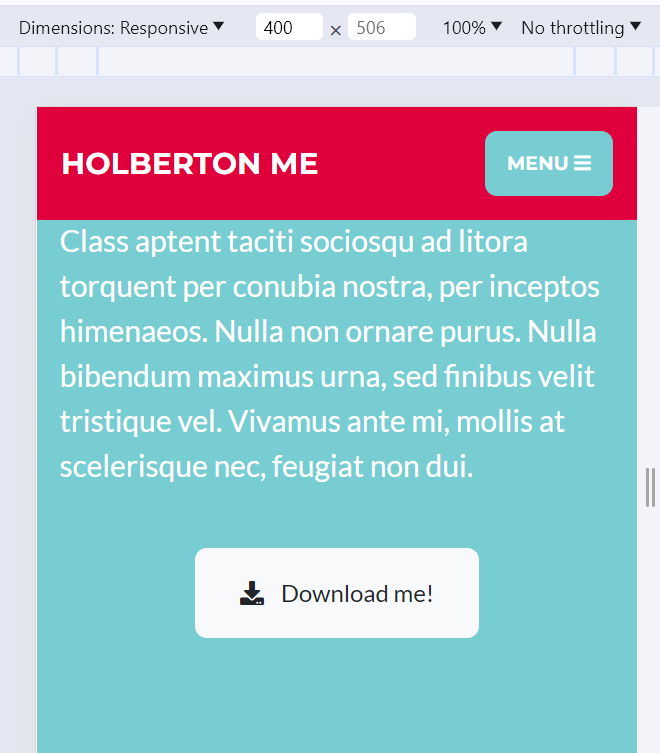 Dimensions: Responsive 400 × 506 100% No throttling
HOLBERTON ME MENU
Class aptent taciti sociosqu ad litora
torquent per conubia nostra, per inceptos
himenaeos. Nulla non ornare purus. Nulla
bibendum maximus urna, sed finibus velit
tristique vel. Vivamus ante mi, mollis at
scelerisque nec, feugiat non dui.
Download me!